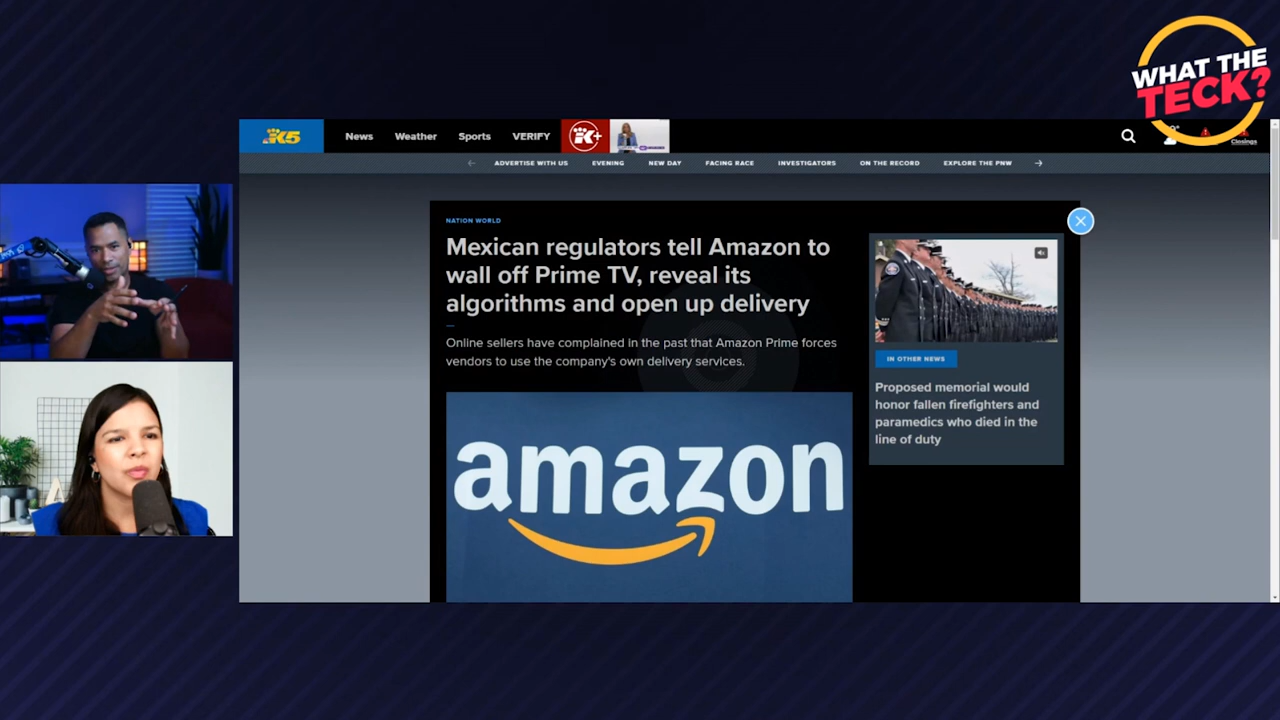 WHAT THE
TECK?
K5
News
Weather
Sports
VERIFY
K+
Closings
ADVERTISE WITH US
EVENING
NEW DAY
FACING RACE
INVESTIGATORS
ON THE RECORD
EXPLORE THE PNW
NATION WORLD
Mexican regulators tell Amazon to
wall off Prime TV, reveal its
algorithms and open up delivery
Online sellers have complained in the past that Amazon Prime forces
vendors to use the company's own delivery services.
amazon
IN OTHER NEWS
Proposed memorial would
honor fallen firefighters and
paramedics who died in the
line of duty